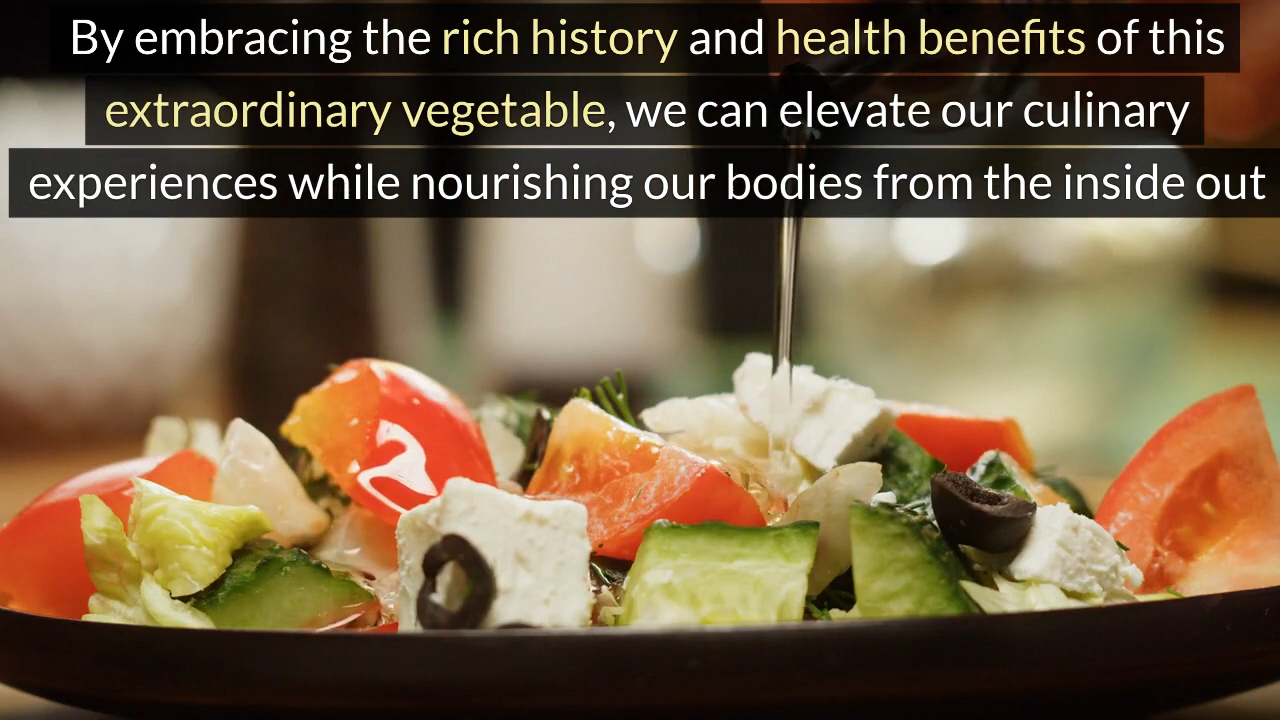 By embracing the rich history and health benefits of this
extraordinary vegetable, we can elevate our culinary
experiences while nourishing our bodies from the inside out